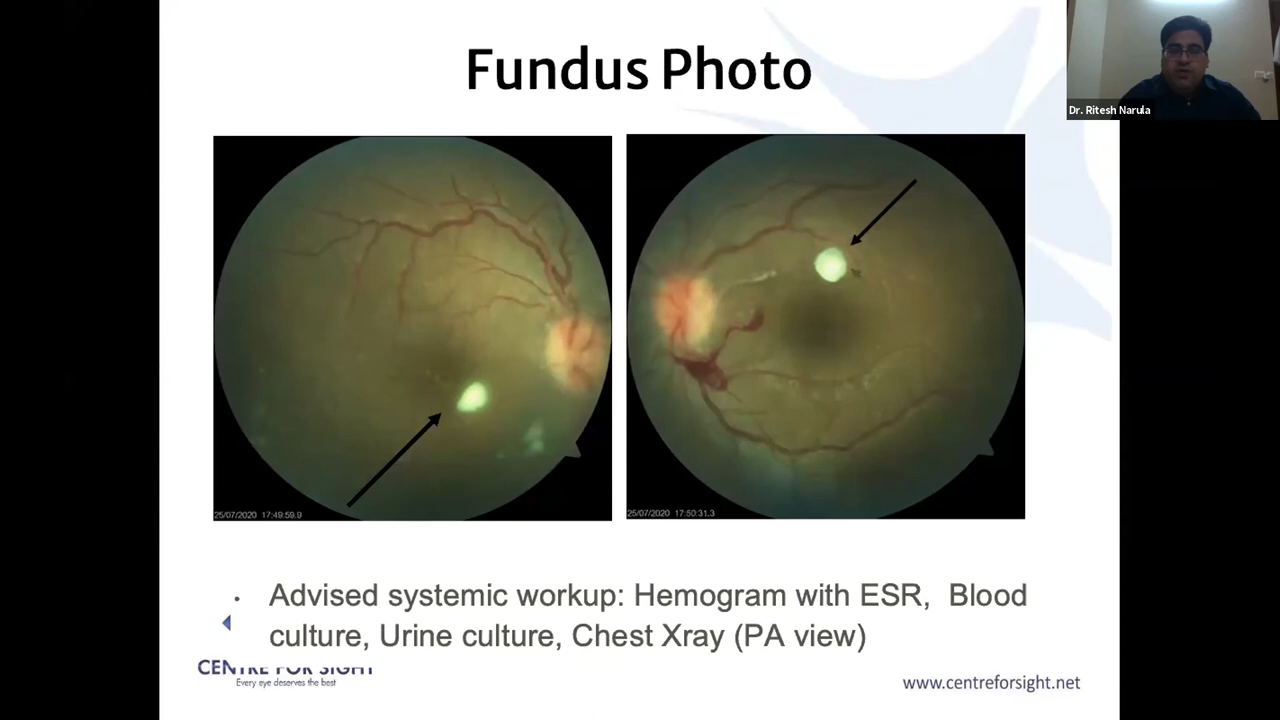 Fundus Photo
Dr. Ritesh Narula
25/07/2020 17:49:59.9
25/07/2020 17:50:31.3
• Advised systemic workup: Hemogram with ESR, Blood
culture, Urine culture, Chest Xray (PA view)
CENTRE FOR SIGHT
Every eye deserves the best
www.centreforsight.net